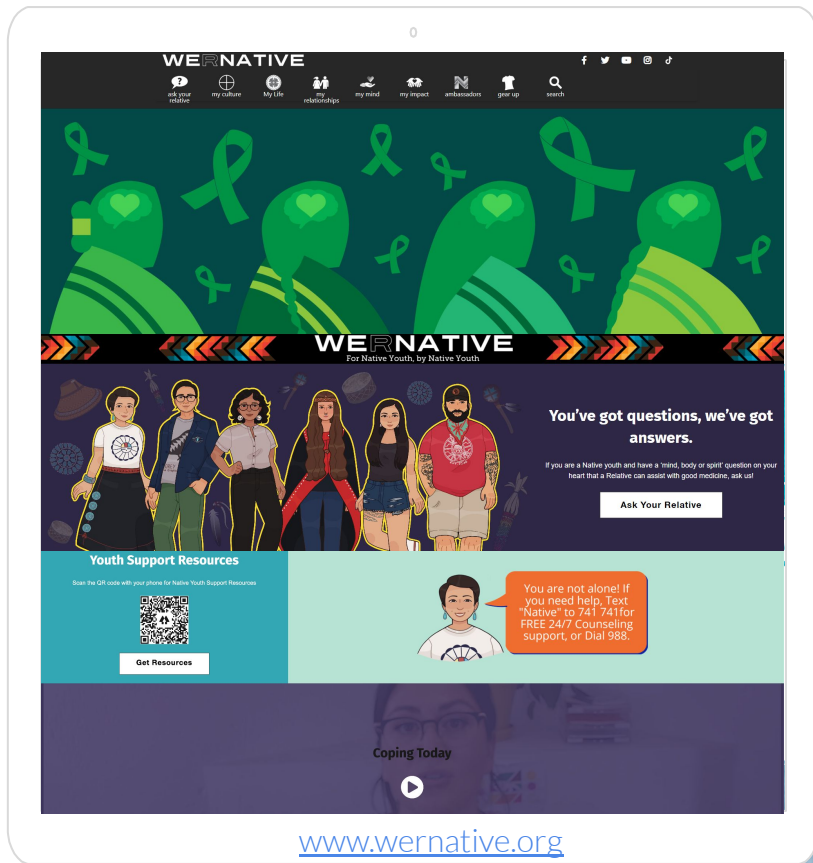 WERNATIVE
ask your relative
my culture
My Life
my relationships
my mind
my impact
ambassadors
gear up
search
WERNATIVE
For Native Youth, by Native Youth
You've got questions, we've got
answers.
If you are a Native youth and have a 'mind, body or spirit' question on your
heart that a Relative can assist with good medicine, ask us!
Ask Your Relative
Youth Support Resources
Scan the QR code with your phone for Native Youth Support Resources
Get Resources
You are not alone! If
you need help, Text
"Native" to 741 741for
FREE 24/7 Counseling
support, or Dial 988.
Coping Today
www.wernative.org